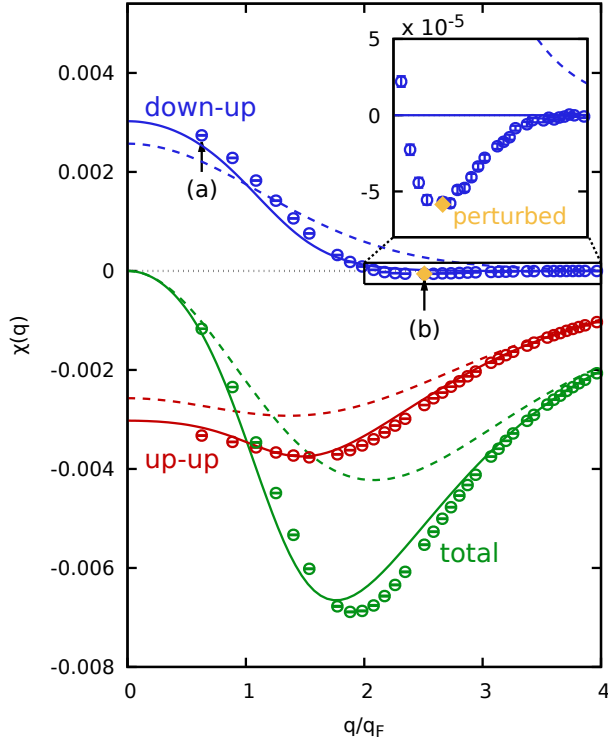 x 10⁻⁵
5
0
-5
perturbed
0.004
0.002
0
-0.002
-0.004
-0.006
-0.008
χ(q)
down-up
(a)
(b)
up-up
total
0
1
2
3
4
q/q_F